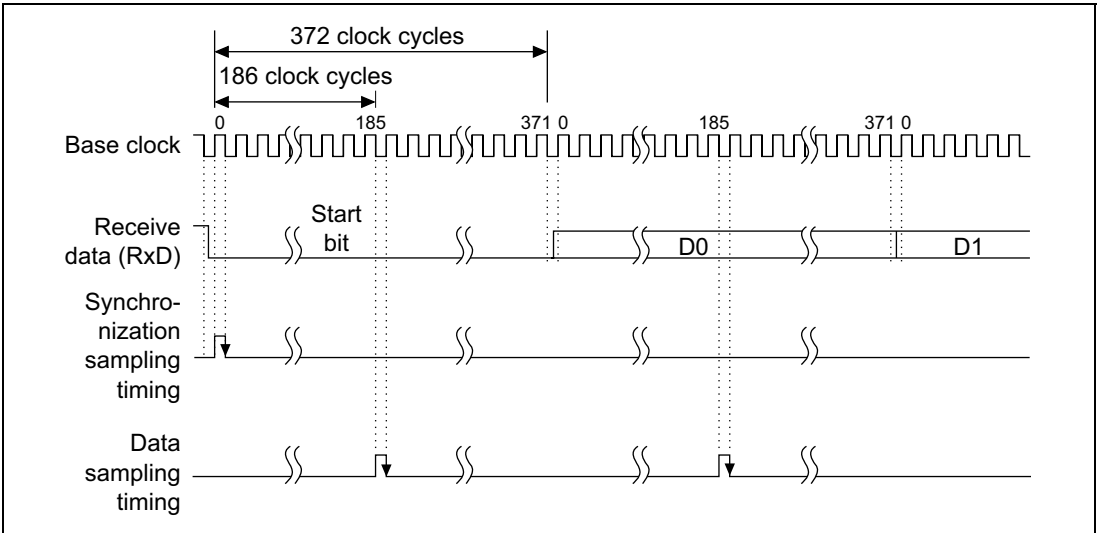 372 clock cycles
186 clock cycles
0 185 371 0 185 371 0
Base clock
Receive
data (RxD)
Start
bit
D0 D1
Synchro-
nization
sampling
timing
Data
sampling
timing